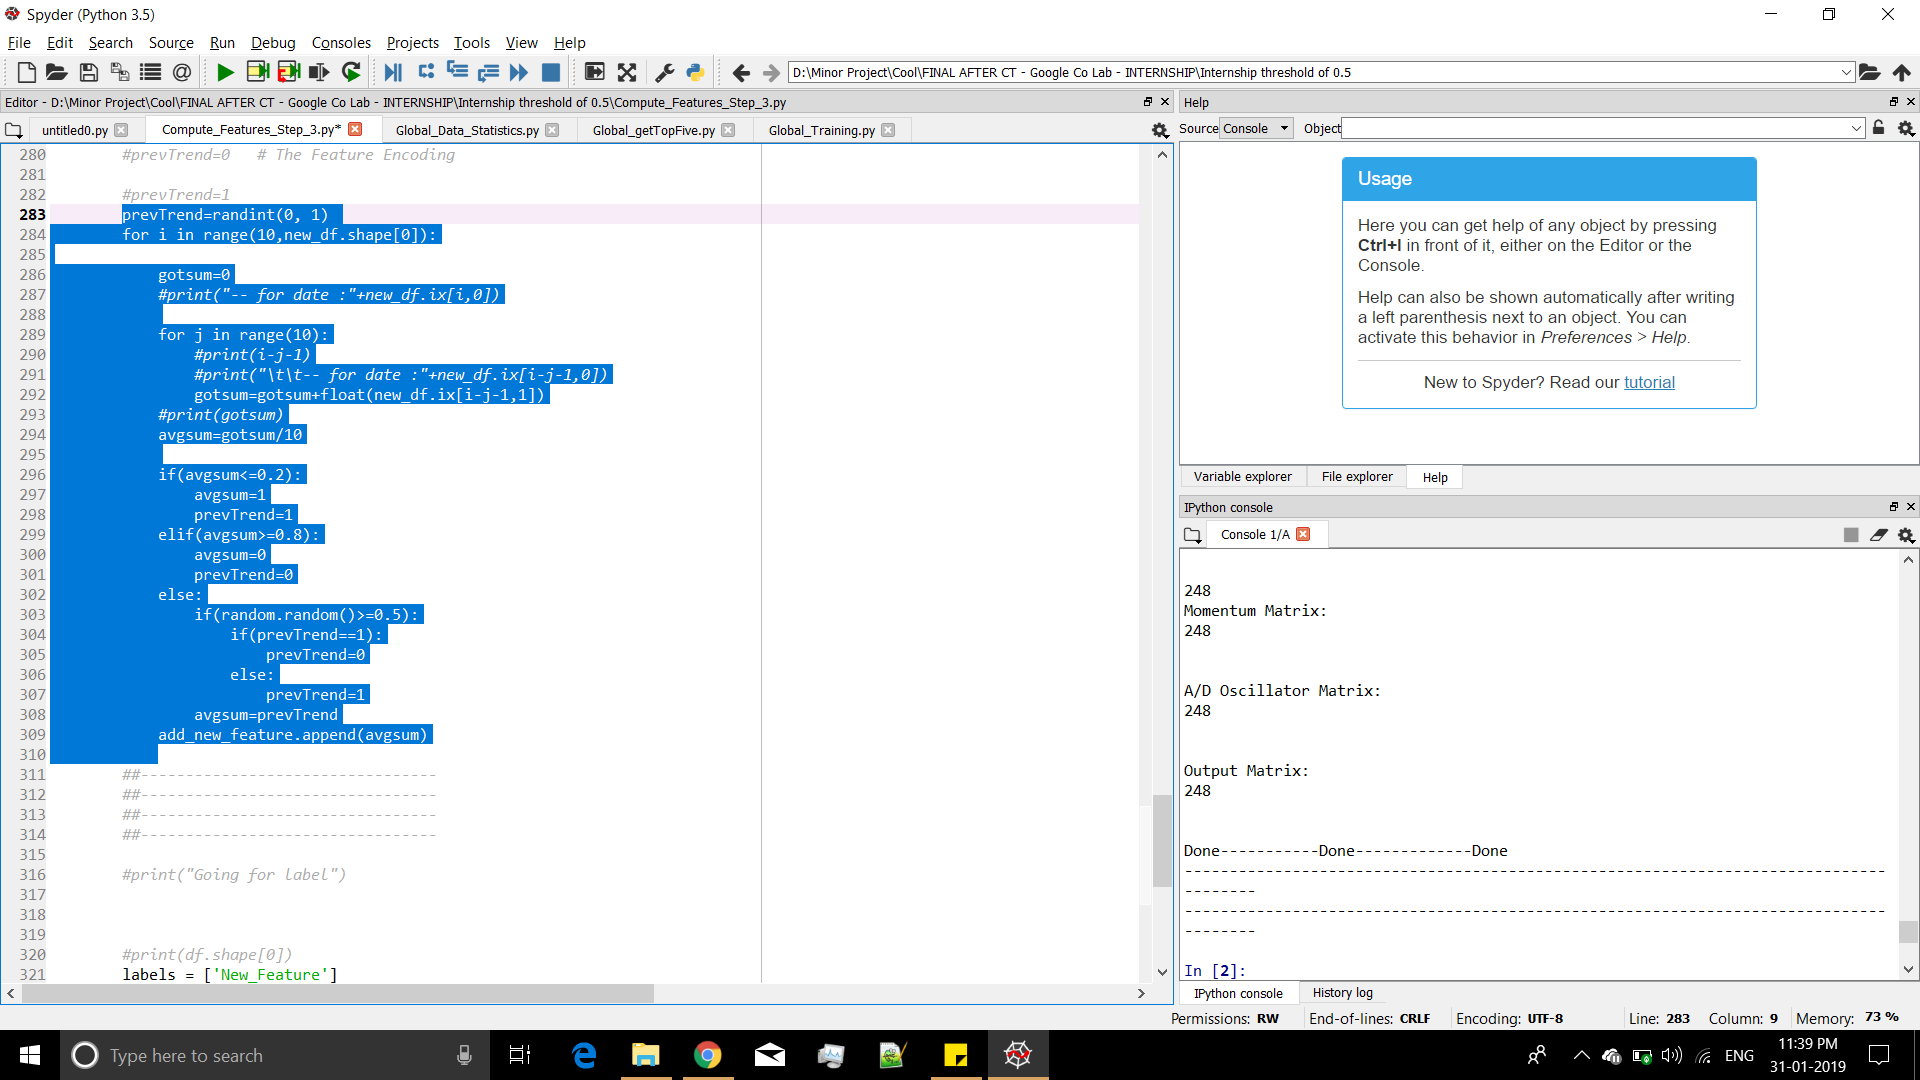 Spyder (Python 3.5)
File Edit Search Source Run Debug Consoles Projects Tools View Help
D:\Minor Project\Cool\FINAL AFTER CT - Google Co Lab - INTERNSHIP\Internship threshold of 0.5
Editor - D:\Minor Project\Cool\FINAL AFTER CT - Google Co Lab - INTERNSHIP\Internship threshold of 0.5\Compute_Features_Step_3.py
untitled0.py Compute_Features_Step_3.py* Global_Data_Statistics.py Global_getTopFive.py Global_Training.py
280 #prevTrend=0 # The Feature Encoding
281
282 #prevTrend=1
283 prevTrend=randint(0, 1)
284 for i in range(10,new_df.shape[0]):
285
286 gotsum=0
287 #print("-- for date :"+new_df.ix[i,0])
288
289 for j in range(10):
290 #print(i-j-1)
291 #print("\t\t-- for date :"+new_df.ix[i-j-1,0])
292 gotsum=gotsum+float(new_df.ix[i-j-1,1])
293 #print(gotsum)
294 avgsum=gotsum/10
295
296 if(avgsum<=0.2):
297 avgsum=1
298 prevTrend=1
299 elif(avgsum>=0.8):
300 avgsum=0
301 prevTrend=0
302 else:
303 if(random.random()>=0.5):
304 if(prevTrend==1):
305 prevTrend=0
306 else:
307 prevTrend=1
308 avgsum=prevTrend
309 add_new_feature.append(avgsum)
310
311 ##---------------------------------
312 ##---------------------------------
313 ##---------------------------------
314 ##---------------------------------
315
316 #print("Going for label")
317
318
319
320 #print(df.shape[0])
321 labels = ['New_Feature']
Help
Source Console Object
Usage
Here you can get help of any object by pressing
Ctrl+I in front of it, either on the Editor or the
Console.
Help can also be shown automatically after writing
a left parenthesis next to an object. You can
activate this behavior in Preferences > Help.
New to Spyder? Read our tutorial
Variable explorer File explorer Help
IPython console
Console 1/A
248
Momentum Matrix:
248
A/D Oscillator Matrix:
248
Output Matrix:
248
Done-----------Done-------------Done
------------------------------------------------------------------------------
--------
------------------------------------------------------------------------------
--------
In [2]:
IPython console History log
Permissions: RW End-of-lines: CRLF Encoding: UTF-8 Line: 283 Column: 9 Memory: 73 %
Type here to search
ENG
11:39 PM
31-01-2019